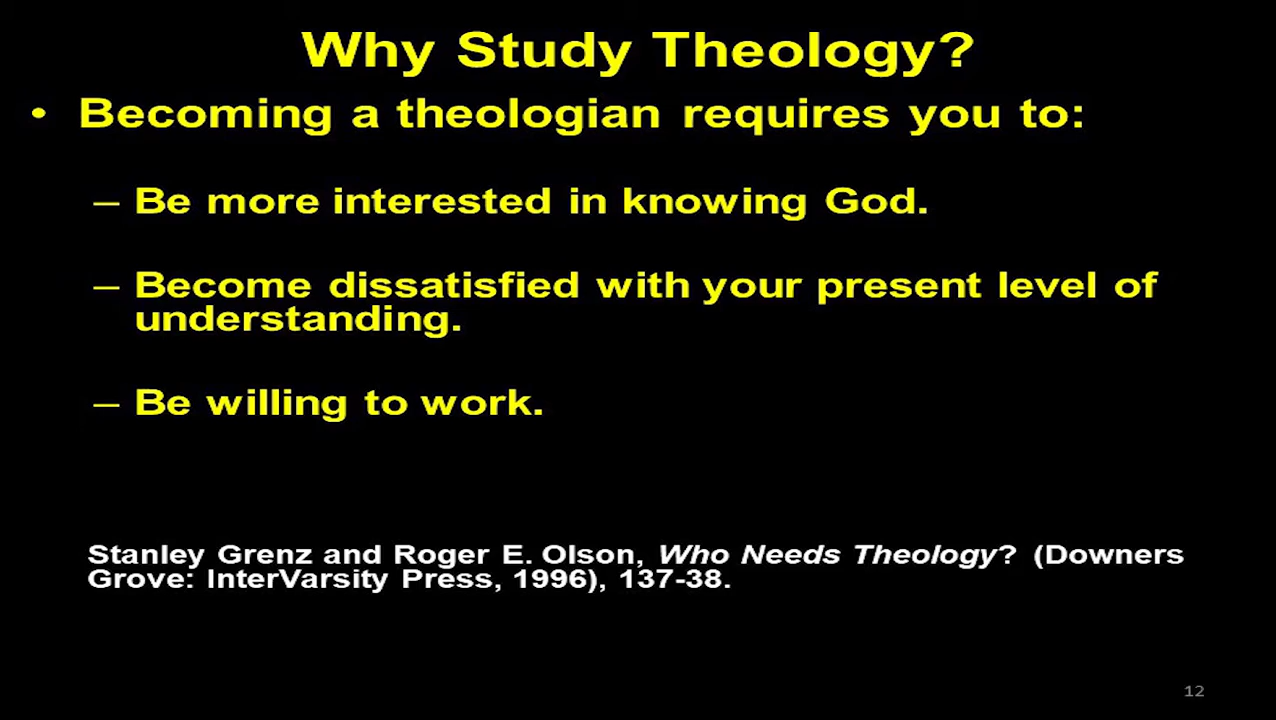 Why Study Theology?
• Becoming a theologian requires you to:
– Be more interested in knowing God.
– Become dissatisfied with your present level of
understanding.
– Be willing to work.
Stanley Grenz and Roger E. Olson, Who Needs Theology? (Downers
Grove: InterVarsity Press, 1996), 137-38.
12